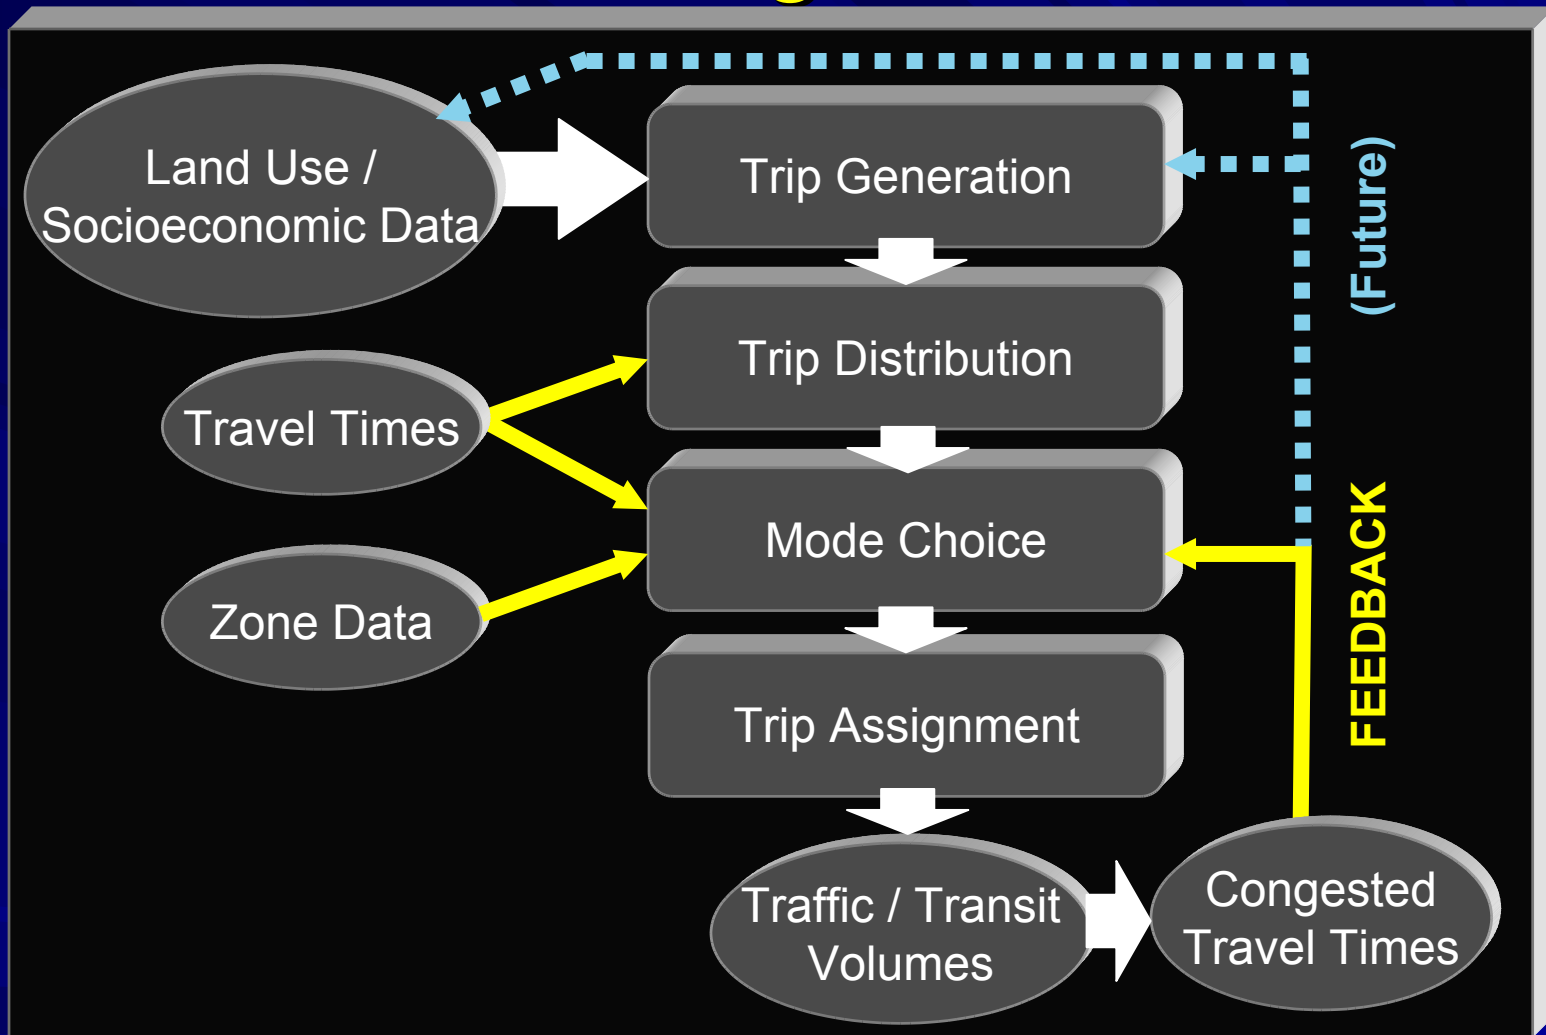 Land Use /
Socioeconomic Data
Trip Generation
(Future)
Trip Distribution
Travel Times
Mode Choice
FEEDBACK
Zone Data
Trip Assignment
Traffic / Transit
Volumes
Congested
Travel Times